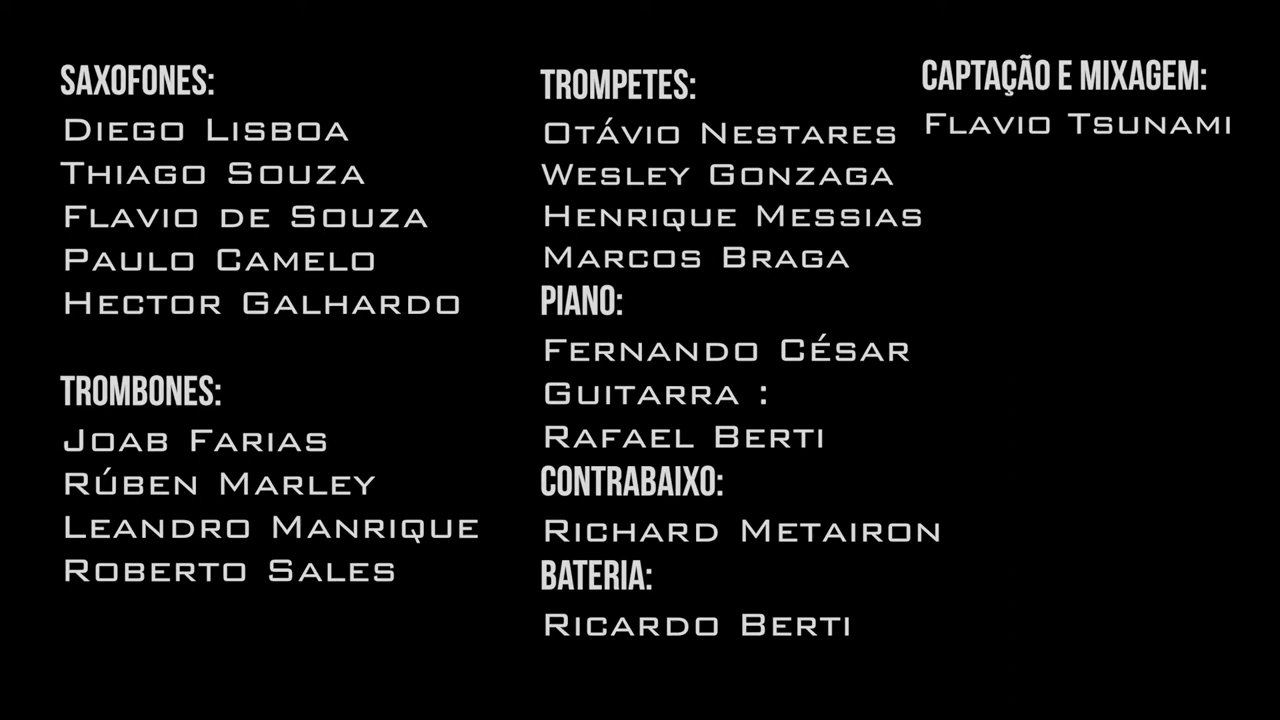 SAXOFONES:
DIEGO LISBOA
THIAGO SOUZA
FLAVIO DE SOUZA
PAULO CAMELO
HECTOR GALHARDO
TROMBONES:
JOAB FARIAS
RÚBEN MARLEY
LEANDRO MANRIQUE
ROBERTO SALES
TROMPETES:
OTÁVIO NESTARES
WESLEY GONZAGA
HENRIQUE MESSIAS
MARCOS BRAGA
PIANO:
FERNANDO CÉSAR
GUITARRA :
RAFAEL BERTI
CONTRABAIXO:
RICHARD METAIRON
BATERIA:
RICARDO BERTI
CAPTAÇÃO E MIXAGEM:
FLAVIO TSUNAMI